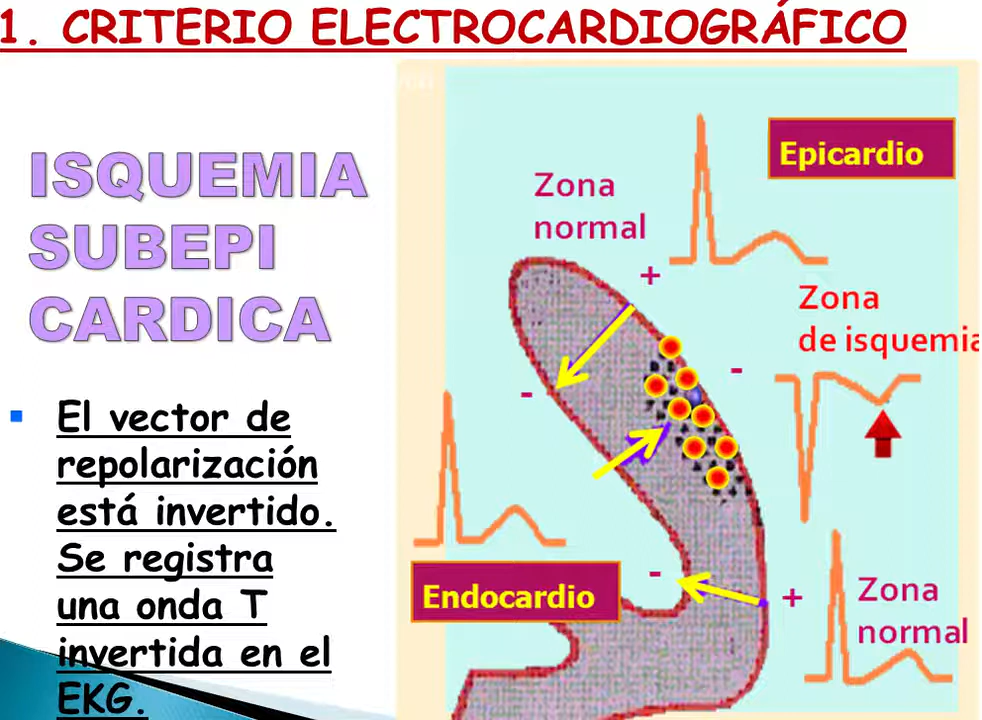 1. CRITERIO ELECTROCARDIOGRÁFICO
ISQUEMIA
SUBEPI
CARDICA
El vector de
repolarización
está invertido.
Se registra
una onda T
invertida en el
EKG.
Epicardio
Zona
normal
+
Zona
de isquemia
-
-
Endocardio
-
+
Zona
normal